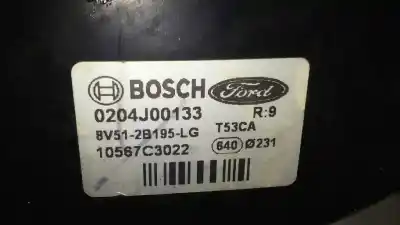 BOSCH Ford
0204J00133 R:9
8V51-2B195-LG T53CA
10567C3022 640 Ø231